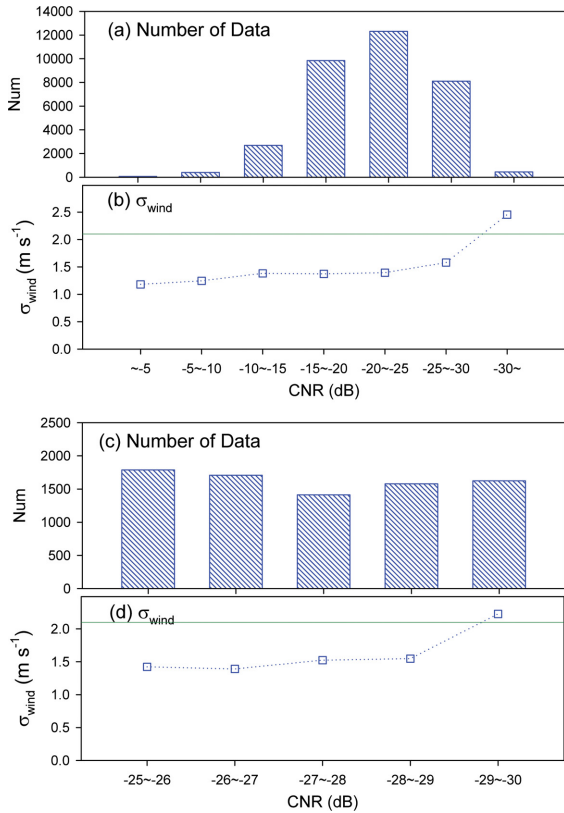 (a) Number of Data
14000
12000
10000
8000
6000
4000
2000
0
Num
(b) σwind
2.5
2.0
1.5
1.0
0.5
0.0
σwind (m s-1)
~-5 -5~-10 -10~-15 -15~-20 -20~-25 -25~-30 -30~
CNR (dB)
(c) Number of Data
2500
2000
1500
1000
500
0
Num
(d) σwind
2.0
1.5
1.0
0.5
0.0
σwind (m s-1)
-25~-26 -26~-27 -27~-28 -28~-29 -29~-30
CNR (dB)